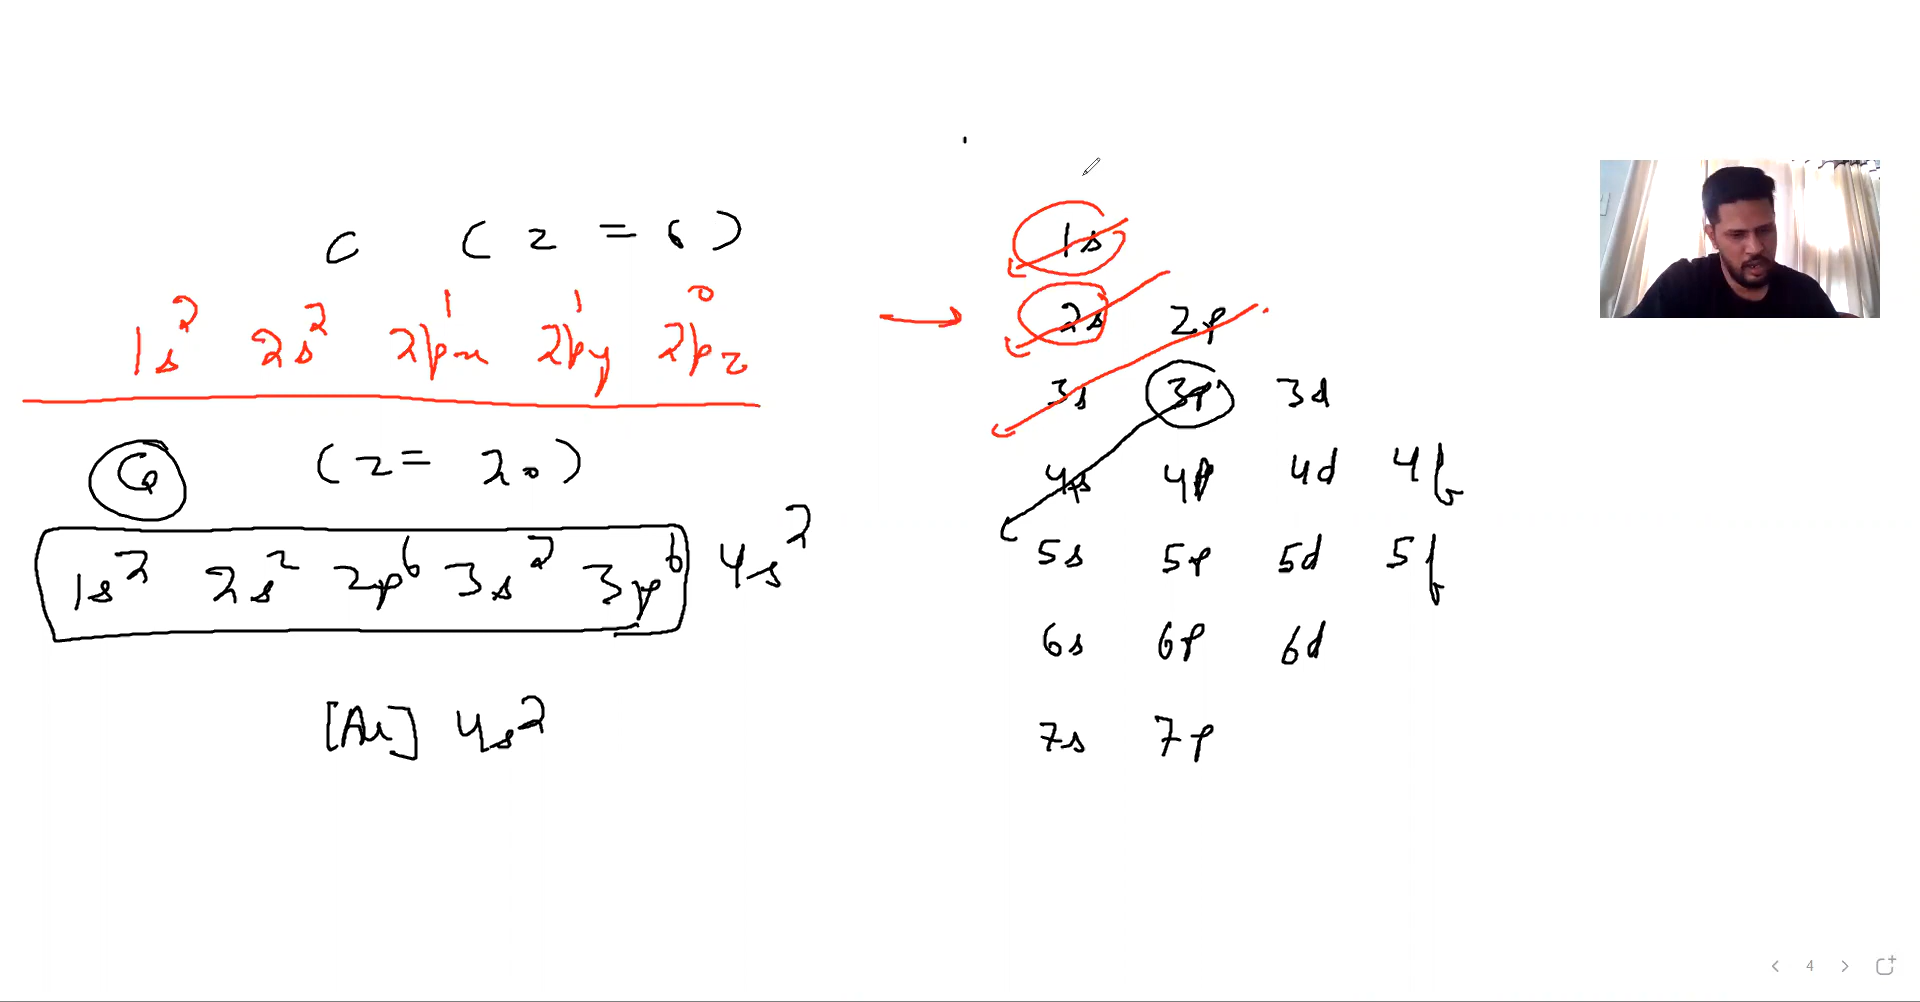 C (z = 6)
1s² 2s² 2px¹ 2py¹ 2pz⁰
Ca (z = 20)
1s² 2s² 2p⁶ 3s² 3p⁶ 4s²
[Ar] 4s²
→
1s
2s 2p
3s 3p 3d
4s 4p 4d 4f
5s 5p 5d 5f
6s 6p 6d
7s 7p
4